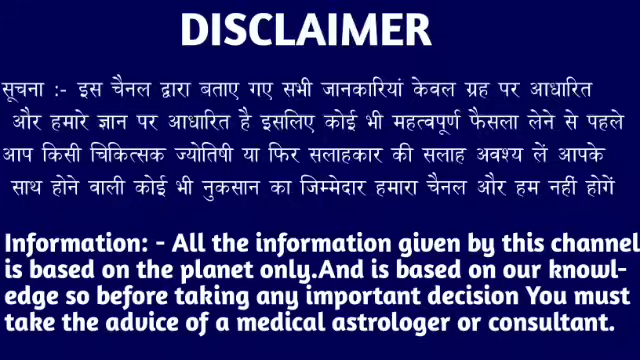 DISCLAIMER
सूचना :- इस चैनल द्वारा बताए गए सभी जानकारियां केवल ग्रह पर आधारित
और हमारे ज्ञान पर आधारित है इसलिए कोई भी महत्वपूर्ण फैसला लेने से पहले
आप किसी चिकित्सक ज्योतिषी या फिर सलाहकार की सलाह अवश्य लें आपके
साथ होने वाली कोई भी नुकसान का जिम्मेदार हमारा चैनल और हम नहीं होगें
Information: - All the information given by this channel
is based on the planet only.And is based on our knowl-
edge so before taking any important decision You must
take the advice of a medical astrologer or consultant.